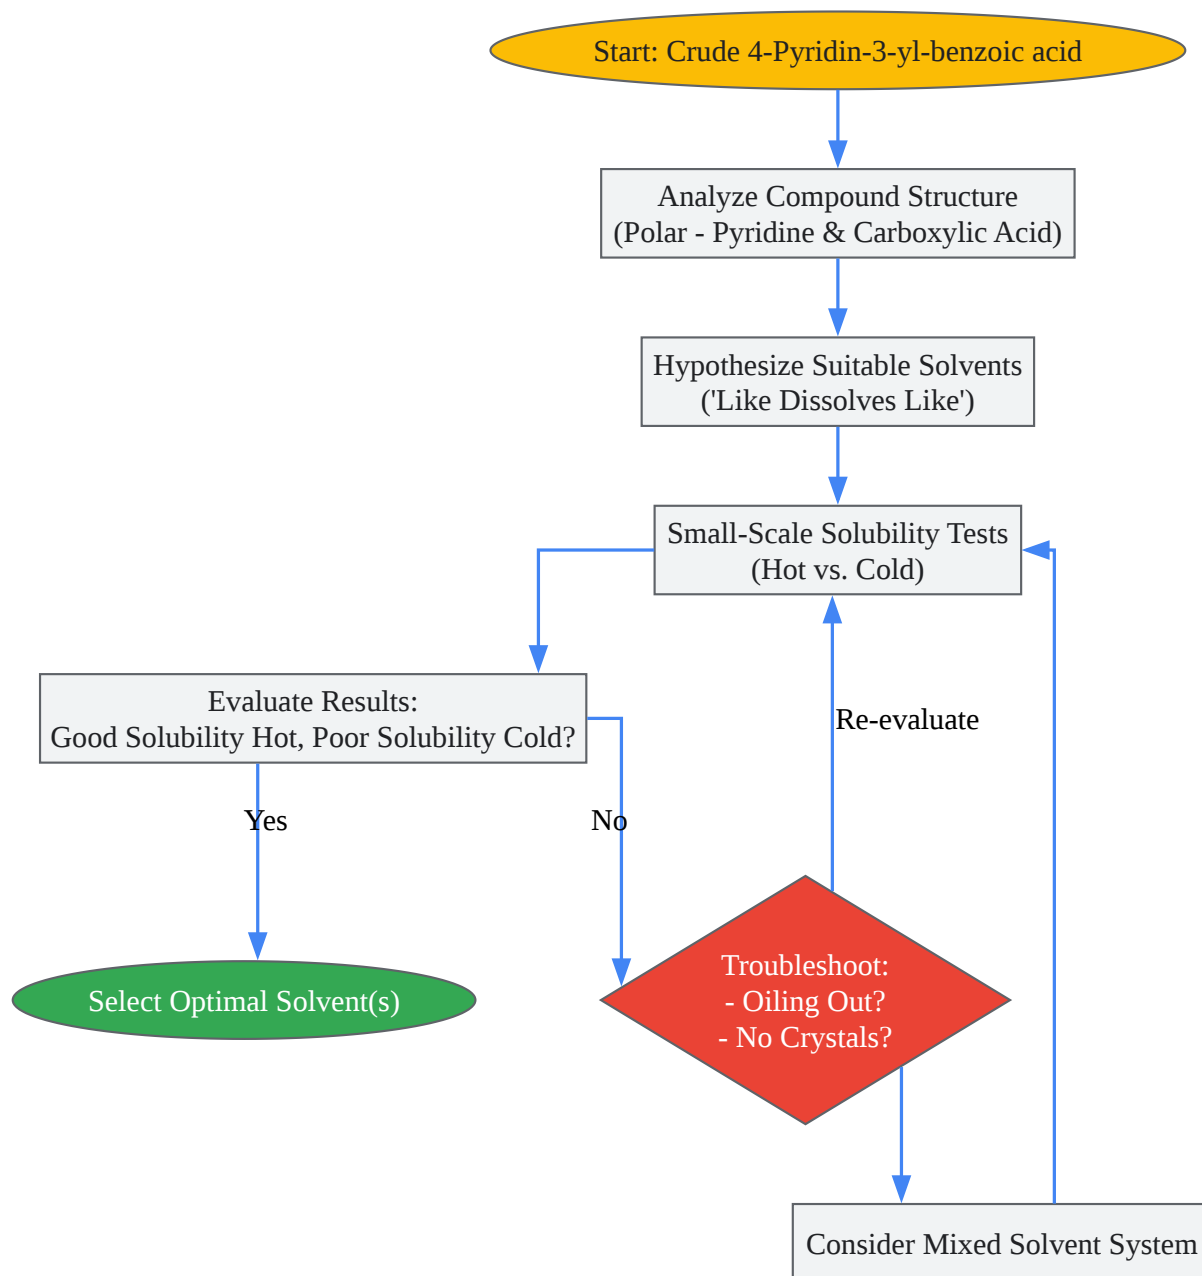 Start: Crude 4-Pyridin-3-yl-benzoic acid
Analyze Compound Structure
(Polar - Pyridine & Carboxylic Acid)
Hypothesize Suitable Solvents
('Like Dissolves Like')
Small-Scale Solubility Tests
(Hot vs. Cold)
Evaluate Results:
Good Solubility Hot, Poor Solubility Cold?
Re-evaluate
Yes
No
Select Optimal Solvent(s)
Troubleshoot:
- Oiling Out?
- No Crystals?
Consider Mixed Solvent System